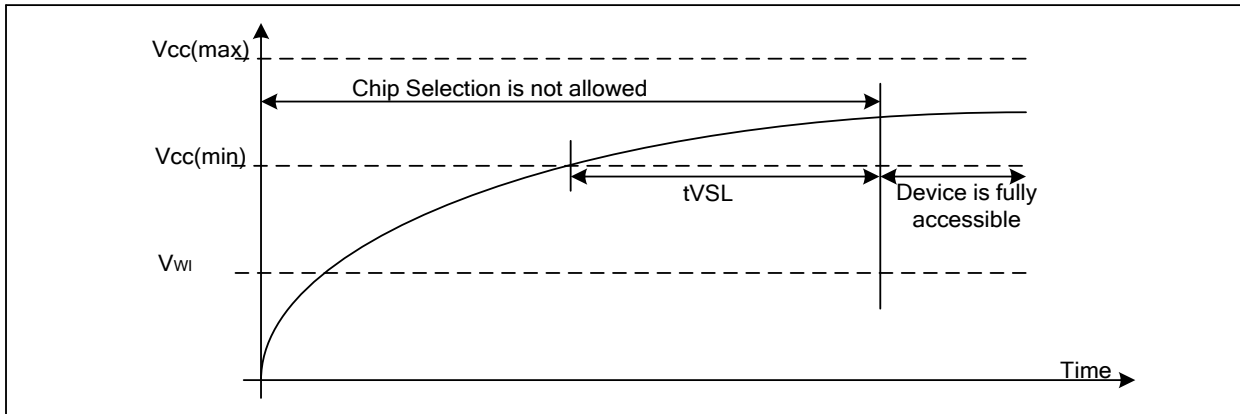 Vcc(max)
Chip Selection is not allowed
Vcc(min)
tVSL
Device is fully
accessible
VWI
Time